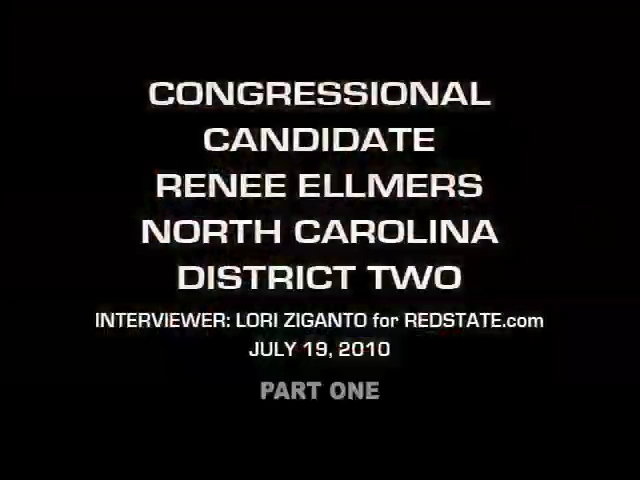 CONGRESSIONAL
CANDIDATE
RENEE ELLMERS
NORTH CAROLINA
DISTRICT TWO
INTERVIEWER: LORI ZIGANTO for REDSTATE.com
JULY 19, 2010
PART ONE